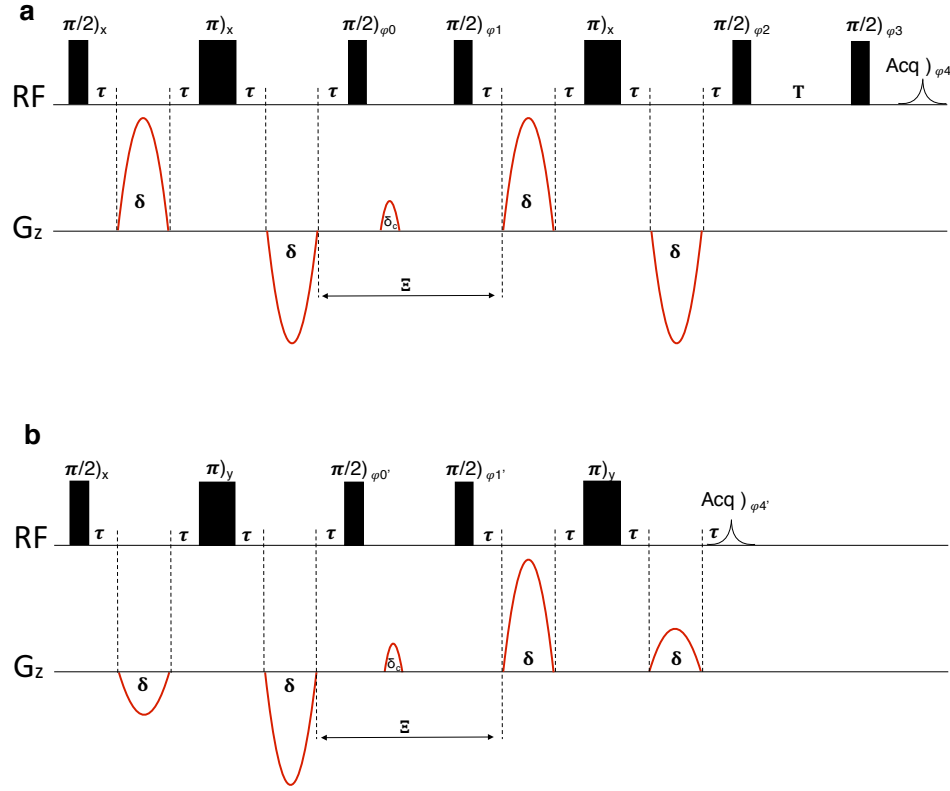 a
π/2)x π)x π/2)φ0 π/2)φ1 π)x π/2)φ2 π/2)φ3
Acq )φ4
RF τ τ τ τ τ τ τ τ T
δ δ δc δ δ
Gz
Ξ
b
π/2)x π)y π/2)φ0' π/2)φ1' π)y
Acq )φ4'
RF τ τ τ τ τ τ τ τ
δ δ δc δ δ
Gz
Ξ